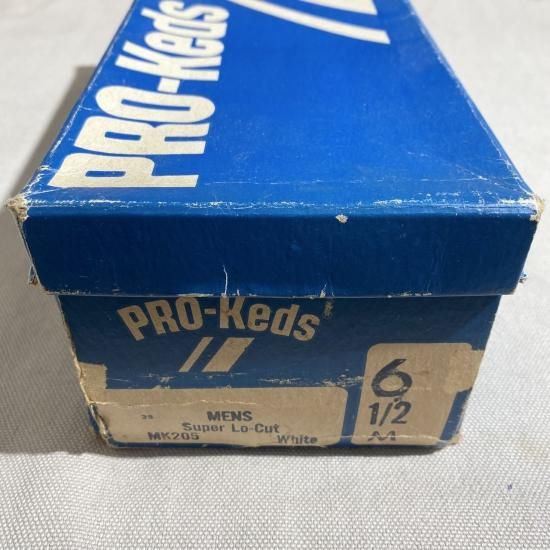 PRO-Keds
PRO-Keds
MENS
Super Lo-Cut
MK205 White
6
1/2
M